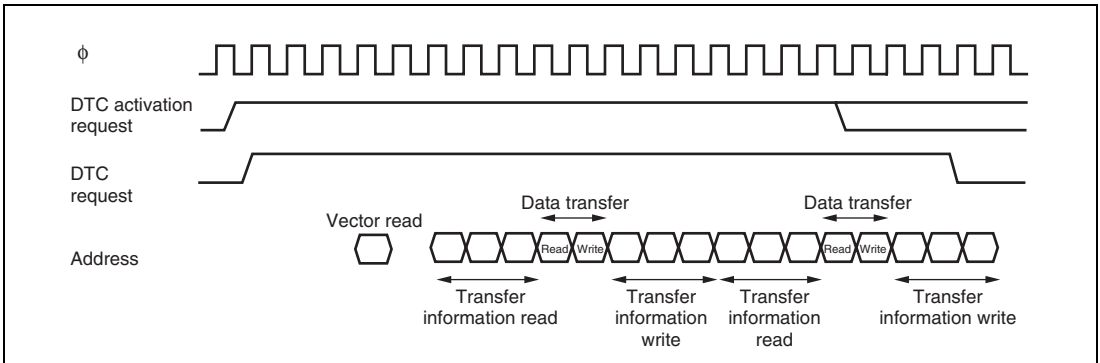 ϕ
DTC activation
request
DTC
request
Data transfer
Data transfer
Vector read
Read Write
Read Write
Address
Transfer
information read
Transfer
information
write
Transfer
information
read
Transfer
information write